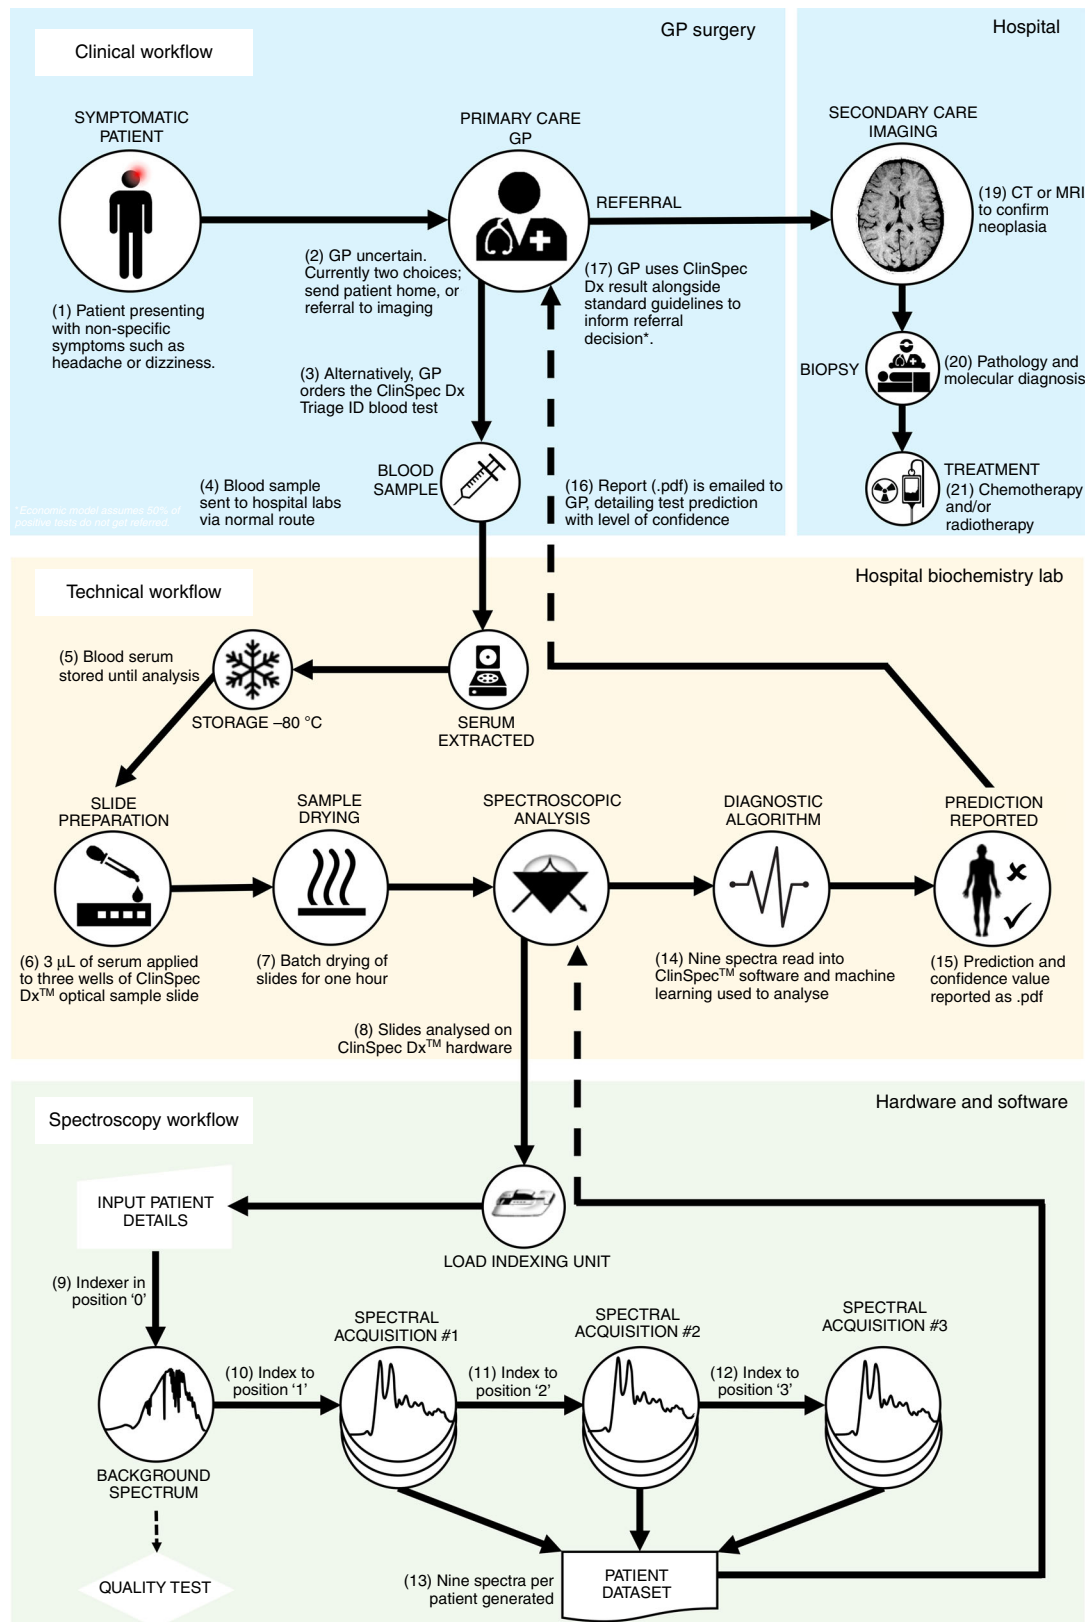 Clinical workflow
GP surgery
Hospital
SYMPTOMATIC
PATIENT
PRIMARY CARE
GP
SECONDARY CARE
IMAGING
REFERRAL
(1) Patient presenting
with non-specific
symptoms such as
headache or dizziness.
(2) GP uncertain.
Currently two choices;
send patient home, or
referral to imaging
(17) GP uses ClinSpec
Dx result alongside
standard guidelines to
inform referral
decision*.
(19) CT or MRI
to confirm
neoplasia
(3) Alternatively, GP
orders the ClinSpec Dx
Triage ID blood test
BIOPSY
(20) Pathology and
molecular diagnosis
BLOOD
SAMPLE
(4) Blood sample
sent to hospital labs
via normal route
(16) Report (.pdf) is emailed to
GP, detailing test prediction
with level of confidence
TREATMENT
(21) Chemotherapy
and/or
radiotherapy
*Economic model assumes 50% of
positive tests do not get referred.
Technical workflow
Hospital biochemistry lab
(5) Blood serum
stored until analysis
STORAGE –80 °C
SERUM
EXTRACTED
SLIDE
PREPARATION
SAMPLE
DRYING
SPECTROSCOPIC
ANALYSIS
DIAGNOSTIC
ALGORITHM
PREDICTION
REPORTED
(6) 3 μL of serum applied
to three wells of ClinSpec
Dx™ optical sample slide
(7) Batch drying of
slides for one hour
(14) Nine spectra read into
ClinSpec™ software and machine
learning used to analyse
(15) Prediction and
confidence value
reported as .pdf
(8) Slides analysed on
ClinSpec Dx™ hardware
Spectroscopy workflow
Hardware and software
INPUT PATIENT
DETAILS
LOAD INDEXING UNIT
(9) Indexer in
position ‘0’
SPECTRAL
ACQUISITION #1
SPECTRAL
ACQUISITION #2
SPECTRAL
ACQUISITION #3
(10) Index to
position ‘1’
(11) Index to
position ‘2’
(12) Index to
position ‘3’
BACKGROUND
SPECTRUM
QUALITY TEST
(13) Nine spectra per
patient generated
PATIENT
DATASET